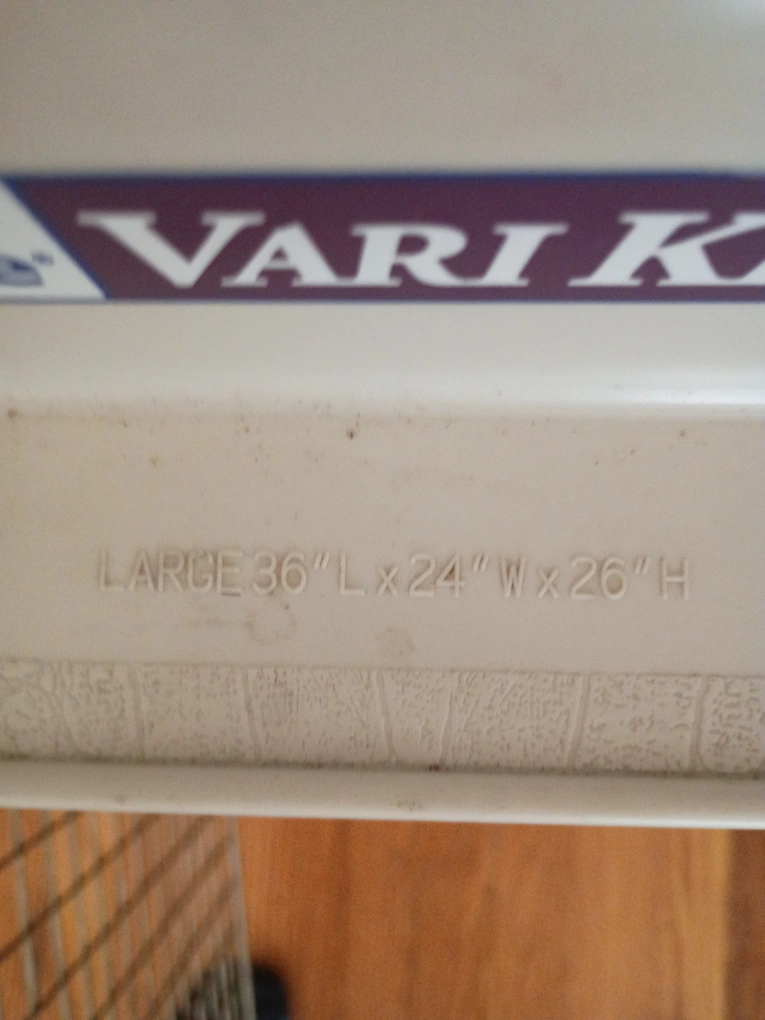 VARI
LARGE 36"L x 24"W x 26"H